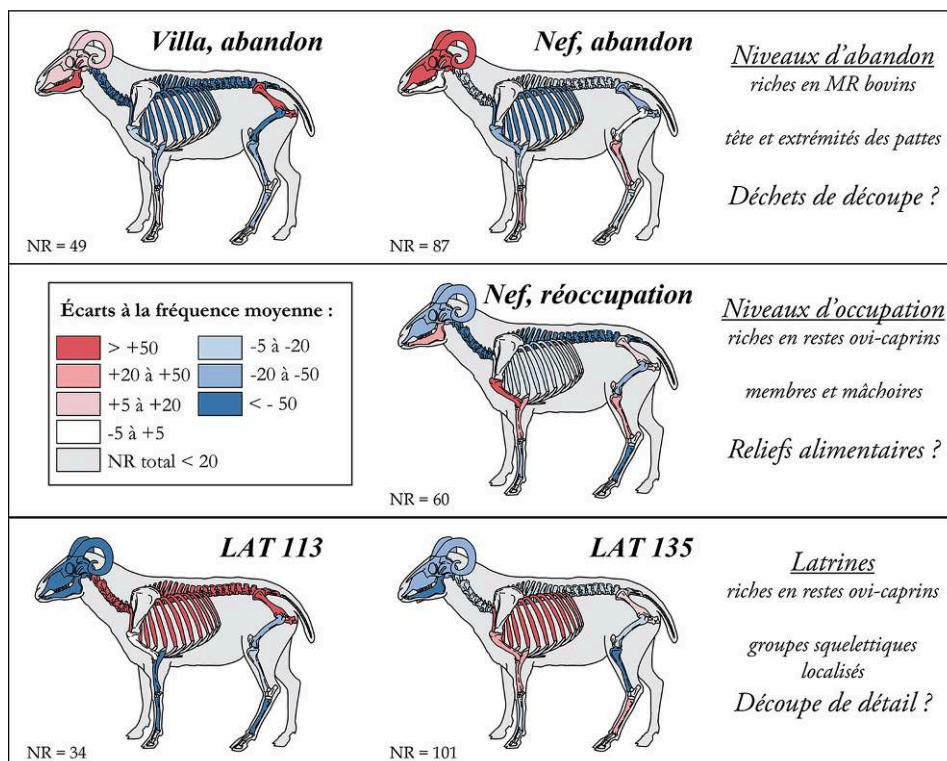 Villa, abandon
NR = 49
Nef, abandon
NR = 87
Niveaux d'abandon
riches en MR bovins
tête et extrémités des pattes
Déchets de découpe ?
Écarts à la fréquence moyenne :
> +50
+20 à +50
+5 à +20
-5 à +5
NR total < 20
-5 à -20
-20 à -50
< - 50
Nef, réoccupation
NR = 60
Niveaux d'occupation
riches en restes ovi-caprins
membres et mâchoires
Reliefs alimentaires ?
LAT 113
NR = 34
LAT 135
NR = 101
Latrines
riches en restes ovi-caprins
groupes squelettiques
localisés
Découpe de détail ?